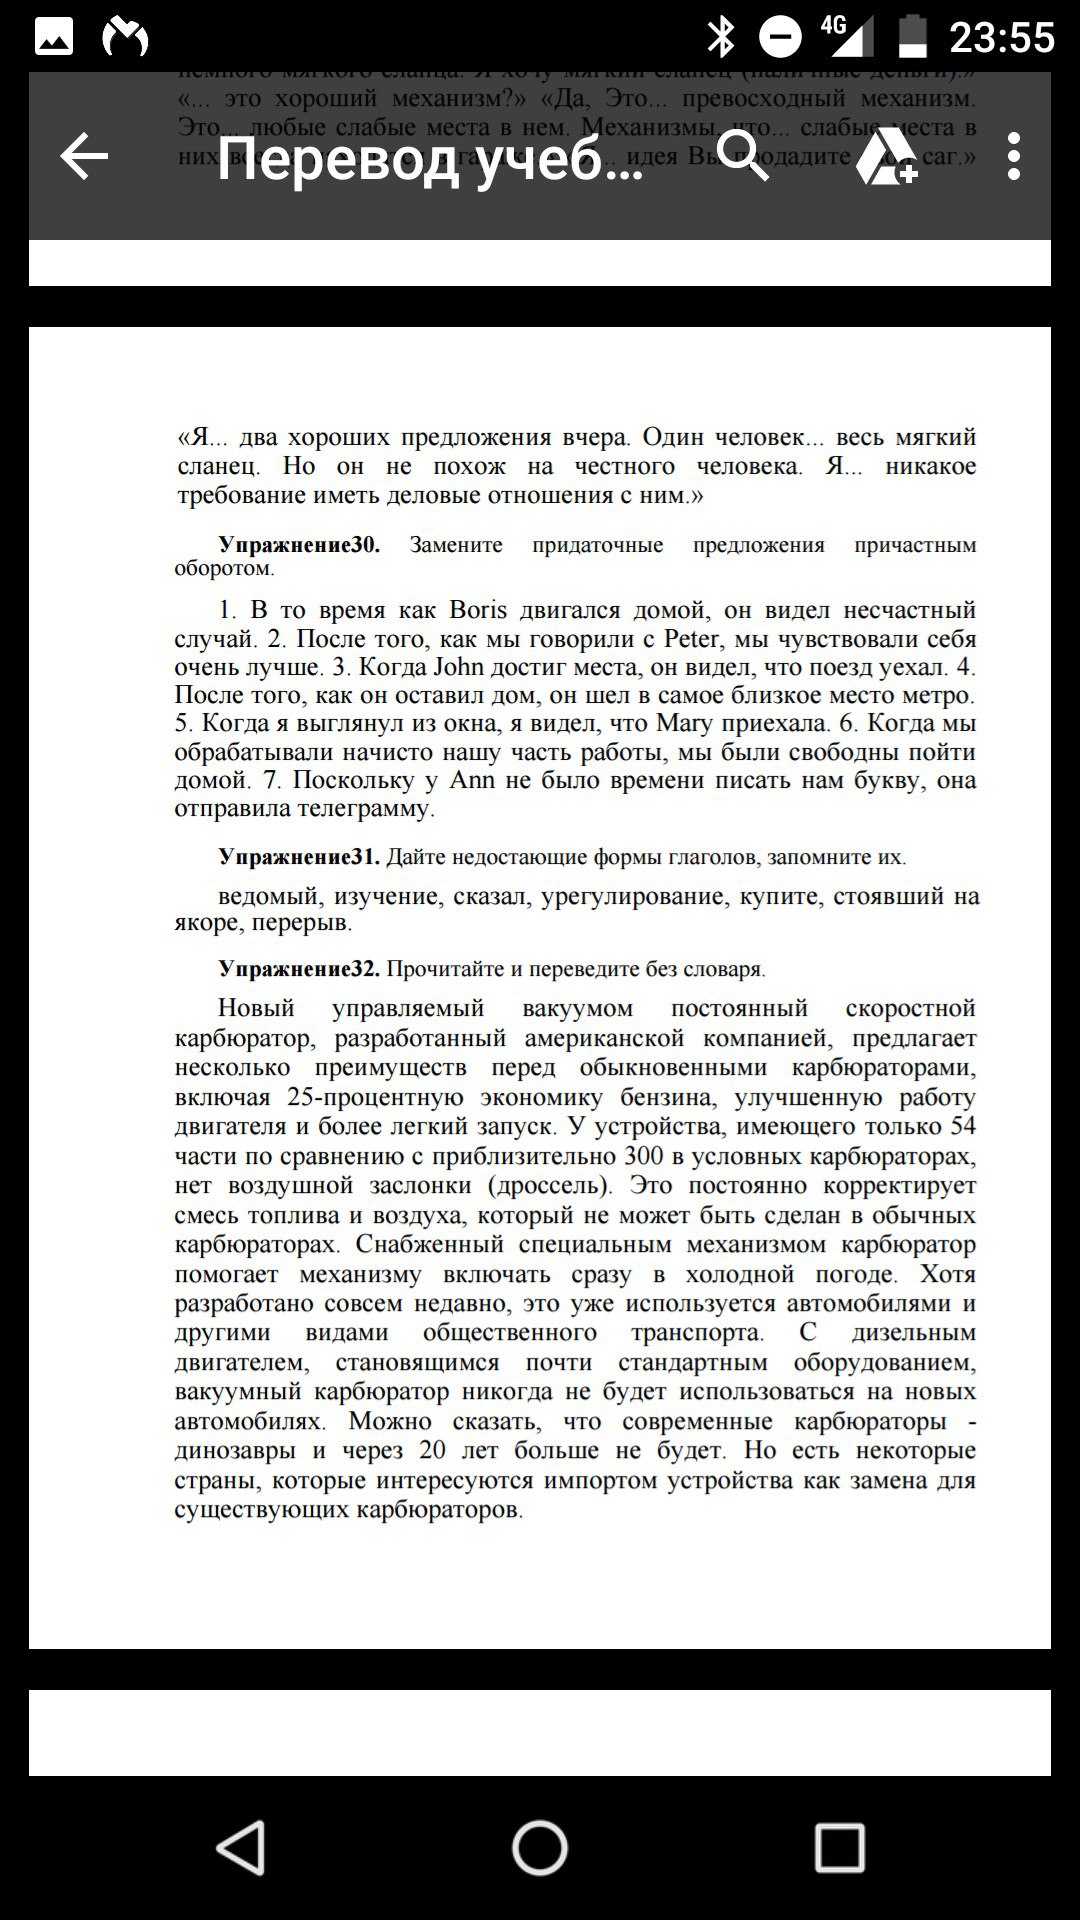 4G 23:55
«... это хороший механизм?» «Да, Это... превосходный механизм.
Это... любые слабые места в нем. Механизмы, что... слабые места в
Перевод учеб...
«Я... два хороших предложения вчера. Один человек... весь мягкий
сланец. Но он не похож на честного человека. Я... никакое
требование иметь деловые отношения с ним.»
Упражнение30. Замените придаточные предложения причастным
оборотом.
1. В то время как Boris двигался домой, он видел несчастный
случай. 2. После того, как мы говорили с Peter, мы чувствовали себя
очень лучше. 3. Когда John достиг места, он видел, что поезд уехал. 4.
После того, как он оставил дом, он шел в самое близкое место метро.
5. Когда я выглянул из окна, я видел, что Mary приехала. 6. Когда мы
обрабатывали начисто нашу часть работы, мы были свободны пойти
домой. 7. Поскольку у Ann не было времени писать нам букву, она
отправила телеграмму.
Упражнение31. Дайте недостающие формы глаголов, запомните их.
ведомый, изучение, сказал, урегулирование, купите, стоявший на
якоре, перерыв.
Упражнение32. Прочитайте и переведите без словаря.
Новый управляемый вакуумом постоянный скоростной
карбюратор, разработанный американской компанией, предлагает
несколько преимуществ перед обыкновенными карбюраторами,
включая 25-процентную экономику бензина, улучшенную работу
двигателя и более легкий запуск. У устройства, имеющего только 54
части по сравнению с приблизительно 300 в условных карбюраторах,
нет воздушной заслонки (дроссель). Это постоянно корректирует
смесь топлива и воздуха, который не может быть сделан в обычных
карбюраторах. Снабженный специальным механизмом карбюратор
помогает механизму включать сразу в холодной погоде. Хотя
разработано совсем недавно, это уже используется автомобилями и
другими видами общественного транспорта. С дизельным
двигателем, становящимся почти стандартным оборудованием,
вакуумный карбюратор никогда не будет использоваться на новых
автомобилях. Можно сказать, что современные карбюраторы -
динозавры и через 20 лет больше не будет. Но есть некоторые
страны, которые интересуются импортом устройства как замена для
существующих карбюраторов.